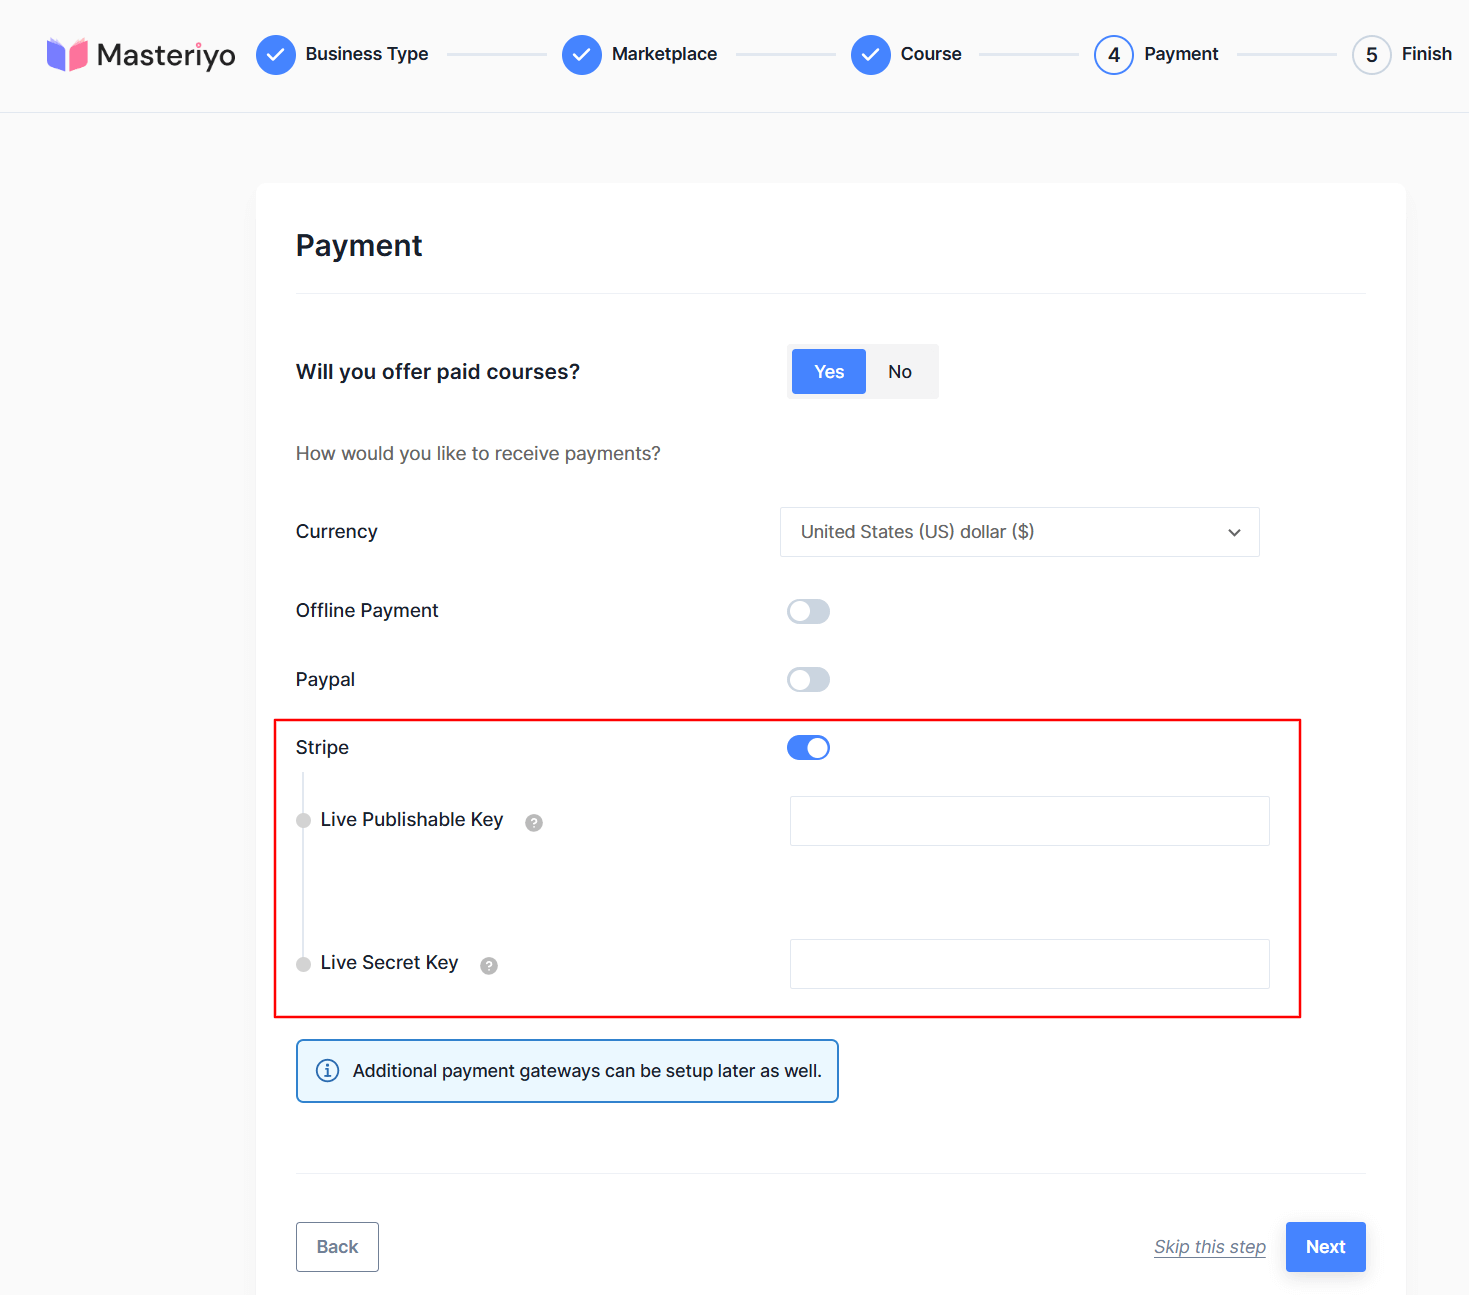 Masteriyo
Business Type
Marketplace
Course
4 Payment
5 Finish
Payment
Will you offer paid courses? Yes No
How would you like to receive payments?
Currency United States (US) dollar ($)
Offline Payment
Paypal
Stripe
Live Publishable Key ?
Live Secret Key ?
Additional payment gateways can be setup later as well.
Back Skip this step Next